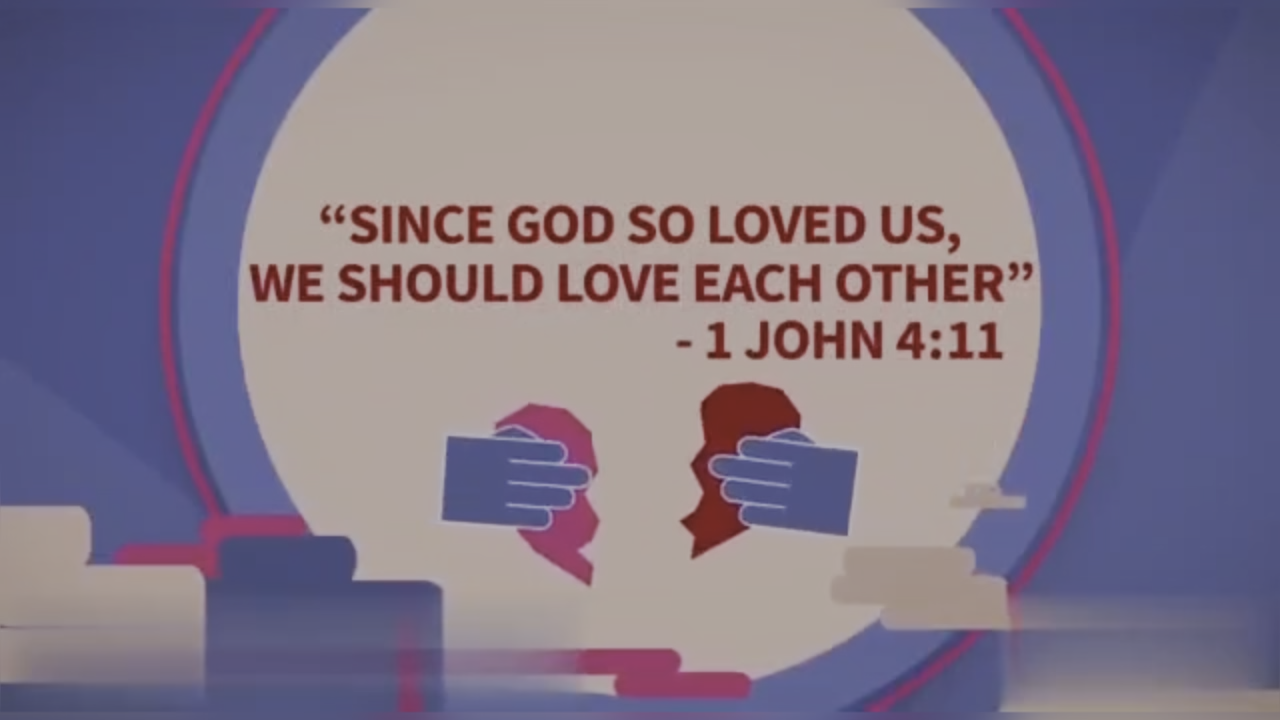 “SINCE GOD SO LOVED US,
WE SHOULD LOVE EACH OTHER”
- 1 JOHN 4:11